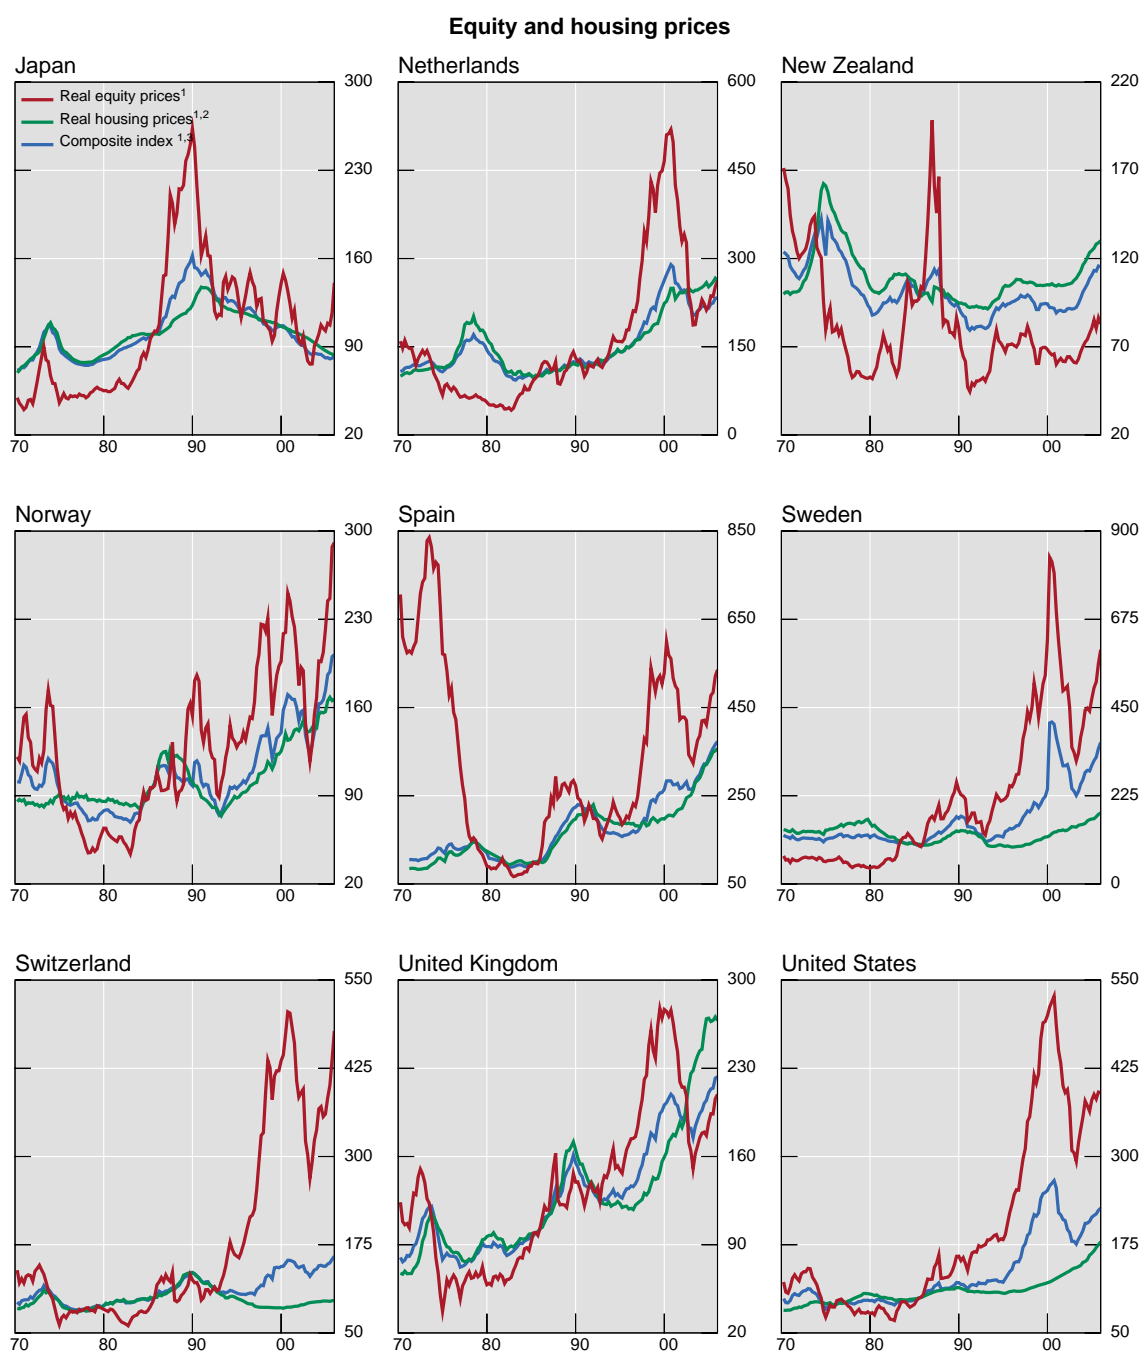 Equity and housing prices
Japan
Netherlands
New Zealand
300
600
220
Real equity prices1
Real housing prices1,2
Composite index 1,3
230
450
170
160
300
120
90
150
70
20
0
20
70 80 90 00
70 80 90 00
70 80 90 00
Norway
Spain
Sweden
300
850
900
230
650
675
160
450
450
90
250
225
20
50
0
70 80 90 00
70 80 90 00
70 80 90 00
Switzerland
United Kingdom
United States
550
300
550
425
230
425
300
160
300
175
90
175
50
20
50
70 80 90 00
70 80 90 00
70 80 90 00